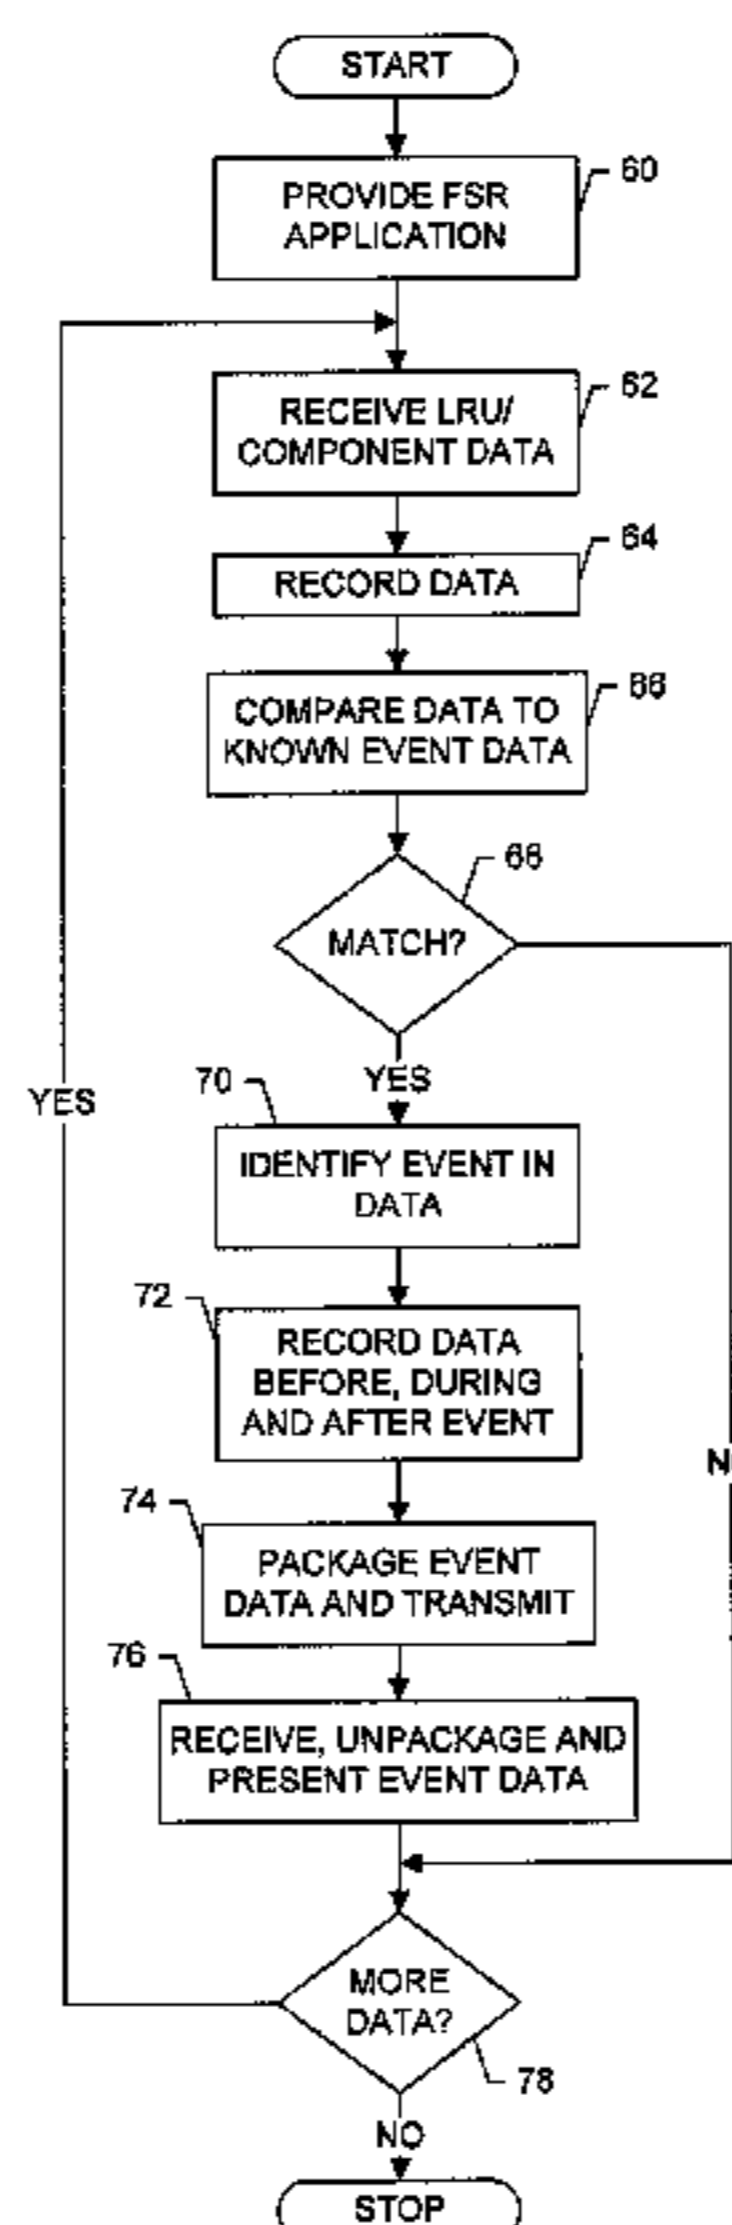 START
PROVIDE FSR
APPLICATION
60
RECEIVE LRU/
COMPONENT DATA
62
RECORD DATA
64
COMPARE DATA TO
KNOWN EVENT DATA
66
MATCH?
66
YES
70
IDENTIFY EVENT IN
DATA
YES
72
RECORD DATA
BEFORE, DURING
AND AFTER EVENT
N
74
PACKAGE EVENT
DATA AND TRANSMIT
76
RECEIVE, UNPACKAGE AND
PRESENT EVENT DATA
MORE
DATA?
78
NO
STOP